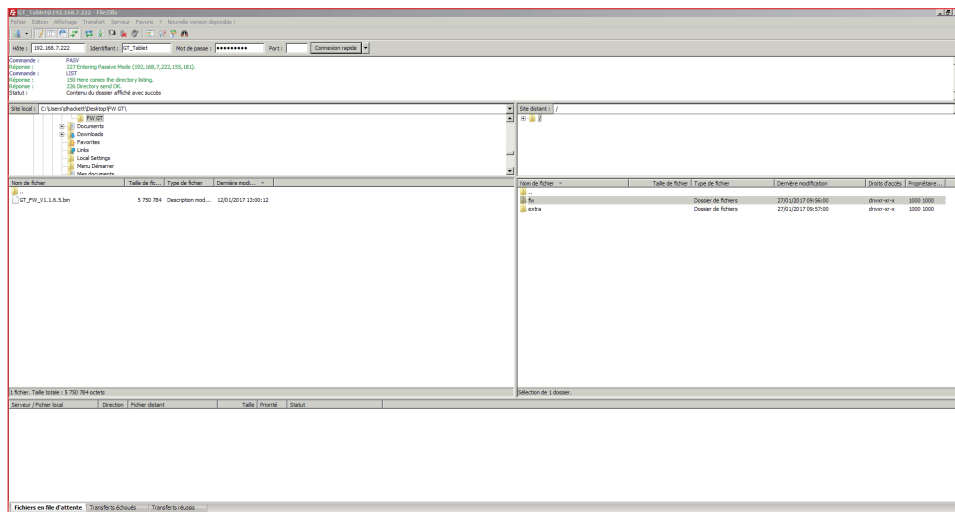 GT_Tablet@192.168.7.222 - FileZilla
Fichier Edition Affichage Transfert Serveur Favoris ? Nouvelle version disponible !
Hôte : 192.168.7.222 Identifiant : GT_Tablet Mot de passe : ●●●●●●●●● Port : Connexion rapide
Commande : PASV
Réponse : 227 Entering Passive Mode (192,168,7,222,155,181).
Commande : LIST
Réponse : 150 Here comes the directory listing.
Réponse : 226 Directory send OK.
Statut : Contenu du dossier affiché avec succès
Site local : C:\Users\dhackett\Desktop\FW GT\ Site distant : /
FW GT /
Documents
Downloads
Favorites
Links
Local Settings
Menu Démarrer
Mes documents
Nom de fichier Taille de fic... Type de fichier Dernière modi... Nom de fichier Taille de fichier Type de fichier Dernière modification Droits d'accès Propriétaire...
.. ..
GT_FW_V1.1.6.5.bin 5 750 784 Description mod... 12/01/2017 13:00:12 fw Dossier de fichiers 27/01/2017 09:56:00 drwxr-xr-x 1000 1000
extra Dossier de fichiers 27/01/2017 09:57:00 drwxr-xr-x 1000 1000
1 fichier. Taille totale : 5 750 784 octets Sélection de 1 dossier.
Serveur / Fichier local Direction Fichier distant Taille Priorité Statut
Fichiers en file d'attente Transferts échoués Transferts réussis